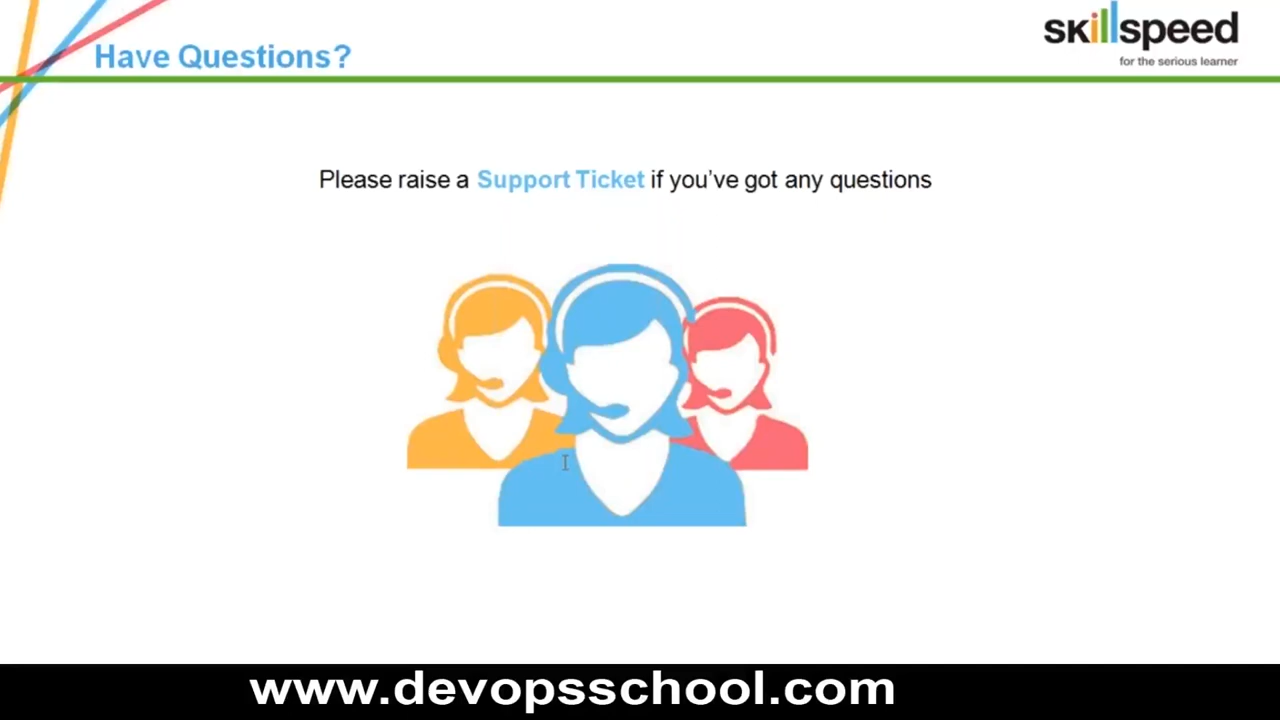 Have Questions?
skillspeed
for the serious learner
Please raise a Support Ticket if you've got any questions
www.devopsschool.com